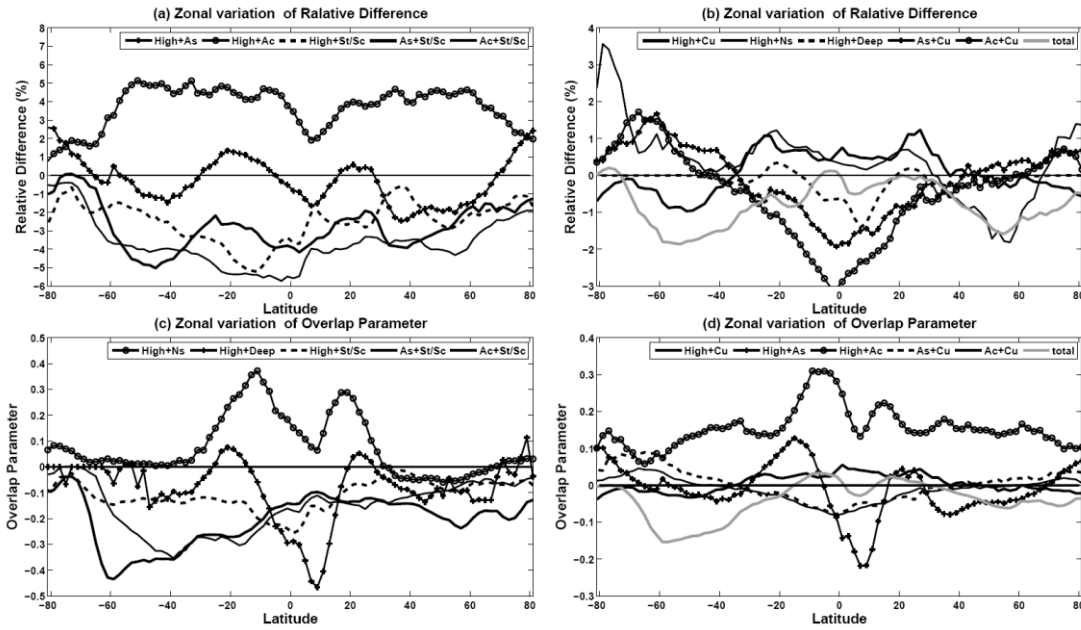 (a) Zonal variation of Ralative Difference
High+As High+Ac High+St/Sc As+St/Sc Ac+St/Sc
Relative Difference (%)
8
7
6
5
4
3
2
1
0
−1
−2
−3
−4
−5
−6
−80 −60 −40 −20 0 20 40 60 80
Latitude
(b) Zonal variation of Ralative Difference
High+Cu High+Ns High+Deep As+Cu Ac+Cu total
Relative Difference (%)
4
3
2
1
0
−1
−2
−3
−80 −60 −40 −20 0 20 40 60 80
Latitude
(c) Zonal variation of Overlap Parameter
High+Ns High+Deep High+St/Sc As+St/Sc Ac+St/Sc
Overlap Parameter
0.5
0.4
0.3
0.2
0.1
0
−0.1
−0.2
−0.3
−0.4
−0.5
−80 −60 −40 −20 0 20 40 60 80
Latitude
(d) Zonal variation of Overlap Parameter
High+Cu High+As High+Ac As+Cu Ac+Cu total
Overlap Parameter
0.4
0.3
0.2
0.1
0
−0.1
−0.2
−0.3
−80 −60 −40 −20 0 20 40 60 80
Latitude